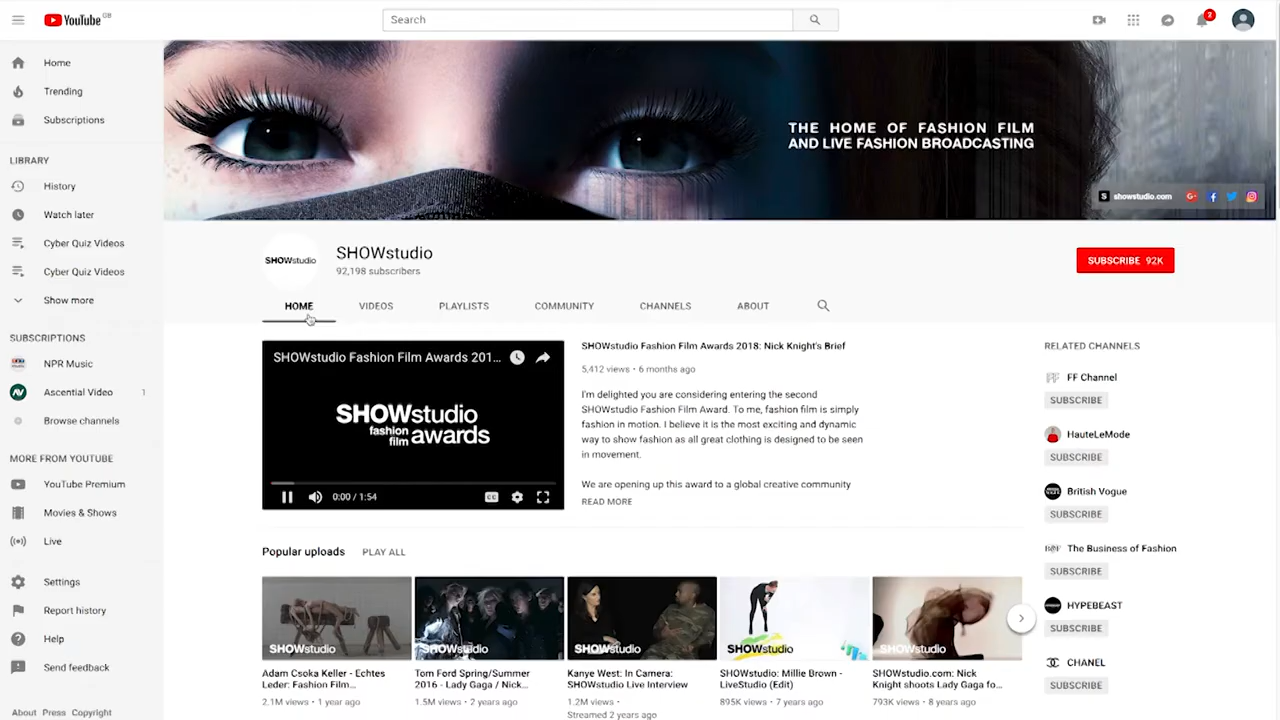 YouTube GB
Search
2
Home
Trending
Subscriptions
LIBRARY
History
Watch later
Cyber Quiz Videos
Cyber Quiz Videos
Show more
SUBSCRIPTIONS
NPR Music
Ascential Video 1
Browse channels
MORE FROM YOUTUBE
YouTube Premium
Movies & Shows
Live
Settings
Report history
Help
Send feedback
About Press Copyright
THE HOME OF FASHION FILM
AND LIVE FASHION BROADCASTING
S showstudio.com
SHOWstudio
SHOWstudio
92,198 subscribers
SUBSCRIBE 92K
HOME VIDEOS PLAYLISTS COMMUNITY CHANNELS ABOUT
SHOWstudio Fashion Film Awards 201...
SHOWstudio
fashion
film awards
0:00 / 1:54
CC
SHOWstudio Fashion Film Awards 2018: Nick Knight's Brief
5,412 views • 6 months ago
I'm delighted you are considering entering the second
SHOWstudio Fashion Film Award. To me, fashion film is simply
fashion in motion. I believe it is the most exciting and dynamic
way to show fashion as all great clothing is designed to be seen
in movement.
We are opening up this award to a global creative community
READ MORE
Popular uploads PLAY ALL
SHOWstudio
Adam Csoka Keller - Echtes
Leder: Fashion Film...
2.1M views • 1 year ago
SHOWstudio
Tom Ford Spring/Summer
2016 - Lady Gaga / Nick...
1.5M views • 2 years ago
SHOWstudio
Kanye West: In Camera:
SHOWstudio Live Interview
1.2M views •
Streamed 2 years ago
SHOWstudio
SHOWstudio: Millie Brown -
LiveStudio (Edit)
895K views • 7 years ago
SHOWstudio
SHOWstudio.com: Nick
Knight shoots Lady Gaga fo...
793K views • 8 years ago
RELATED CHANNELS
FF Channel
SUBSCRIBE
HauteLeMode
SUBSCRIBE
British Vogue
SUBSCRIBE
The Business of Fashion
SUBSCRIBE
HYPEBEAST
SUBSCRIBE
CHANEL
SUBSCRIBE